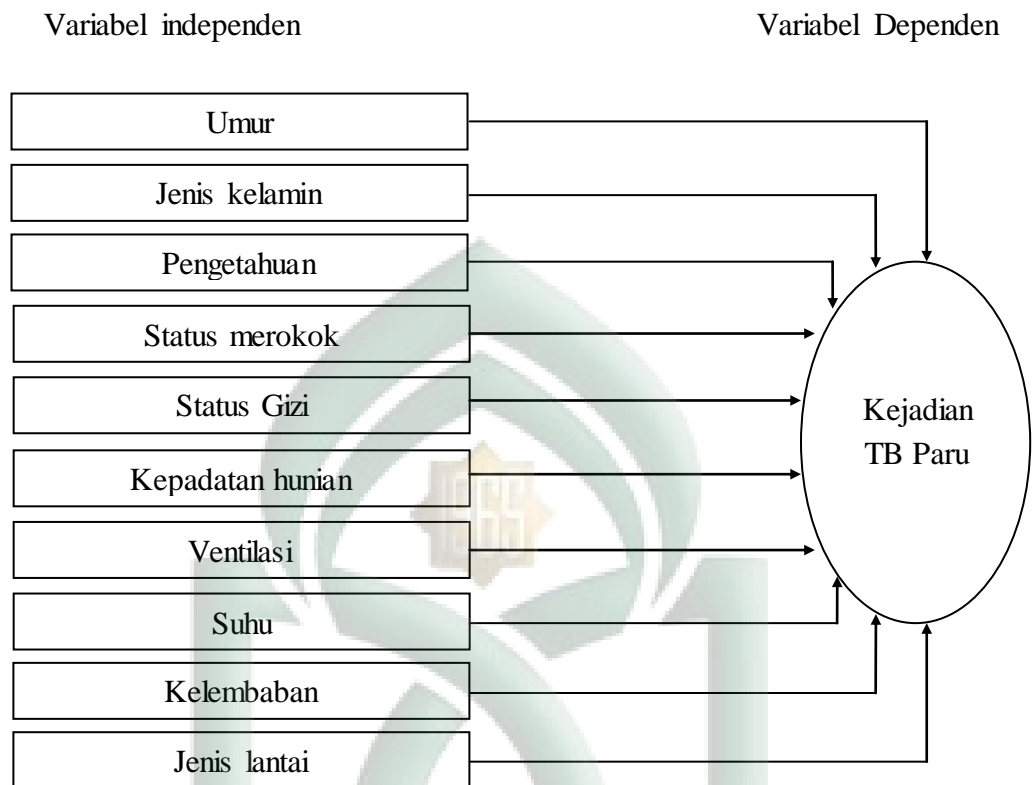 Variabel independen
Variabel Dependen
Umur
Jenis kelamin
Pengetahuan
Status merokok
Status Gizi
Kepadatan hunian
Ventilasi
Suhu
Kelembaban
Jenis lantai
Kejadian
TB Paru